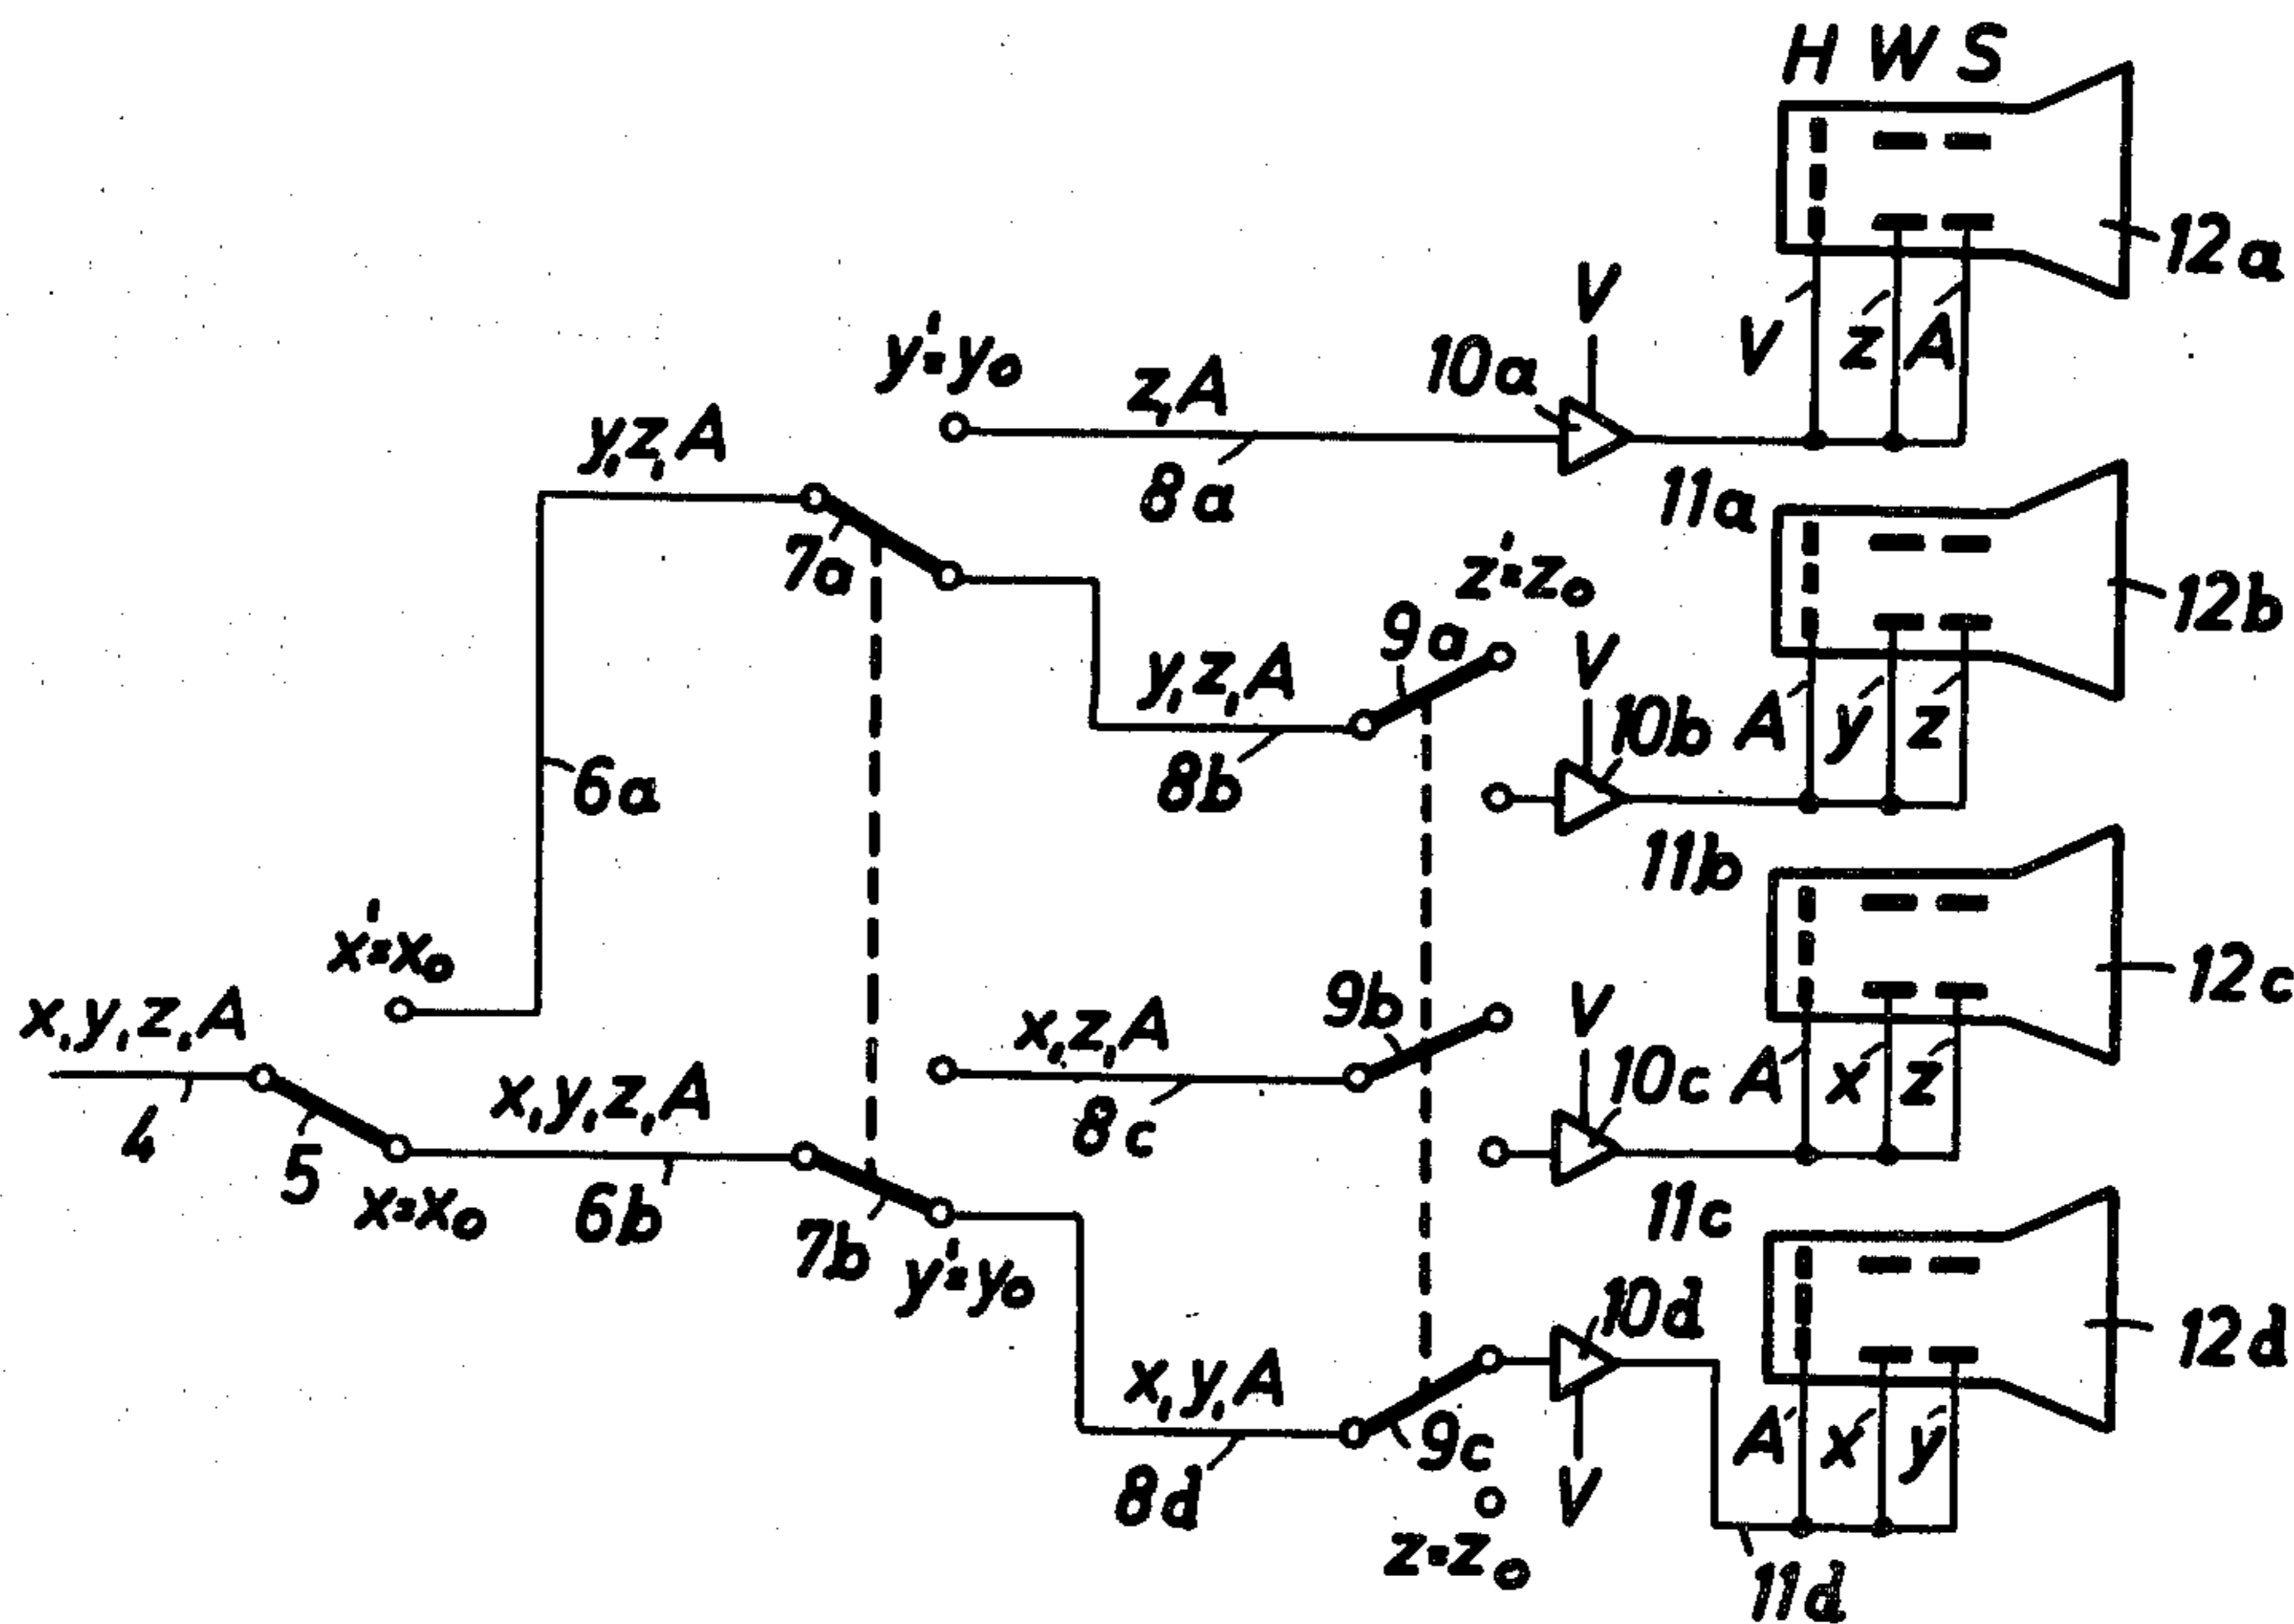 H W S
12a
V
V z A
10a
y'=y₀
z,A
8a
11a
y,z,A
7a
z'=z₀
9a
12b
V
y,z,A
10b
A y z
8b
6a
11b
x'=x₀
12c
x,y,z,A
x,z,A
9b
V
10c
A x z
4
5
x,y,z,A
8c
x=x₀
6b
7b
y'=y₀
11c
10d
12d
x,y,A
9c
A x y
8d
V
z=z₀
11d